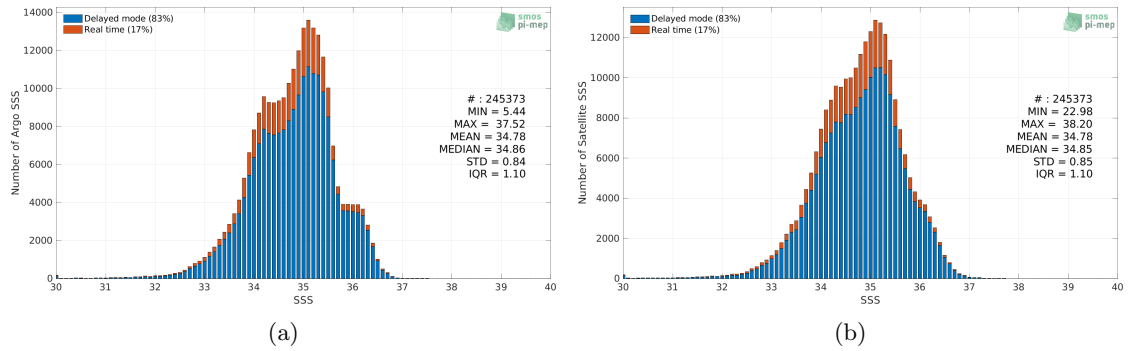 Delayed mode (83%)
Real time (17%)
smos
pi-mep
14000
12000
10000
8000
6000
4000
2000
0
Number of Argo SSS
# : 245373
MIN = 5.44
MAX = 37.52
MEAN = 34.78
MEDIAN = 34.86
STD = 0.84
IQR = 1.10
30 31 32 33 34 35 36 37 38 39 40
SSS
(a)
Delayed mode (83%)
Real time (17%)
smos
pi-mep
12000
10000
8000
6000
4000
2000
0
Number of Satellite SSS
# : 245373
MIN = 22.98
MAX = 38.20
MEAN = 34.78
MEDIAN = 34.85
STD = 0.85
IQR = 1.10
30 31 32 33 34 35 36 37 38 39 40
SSS
(b)